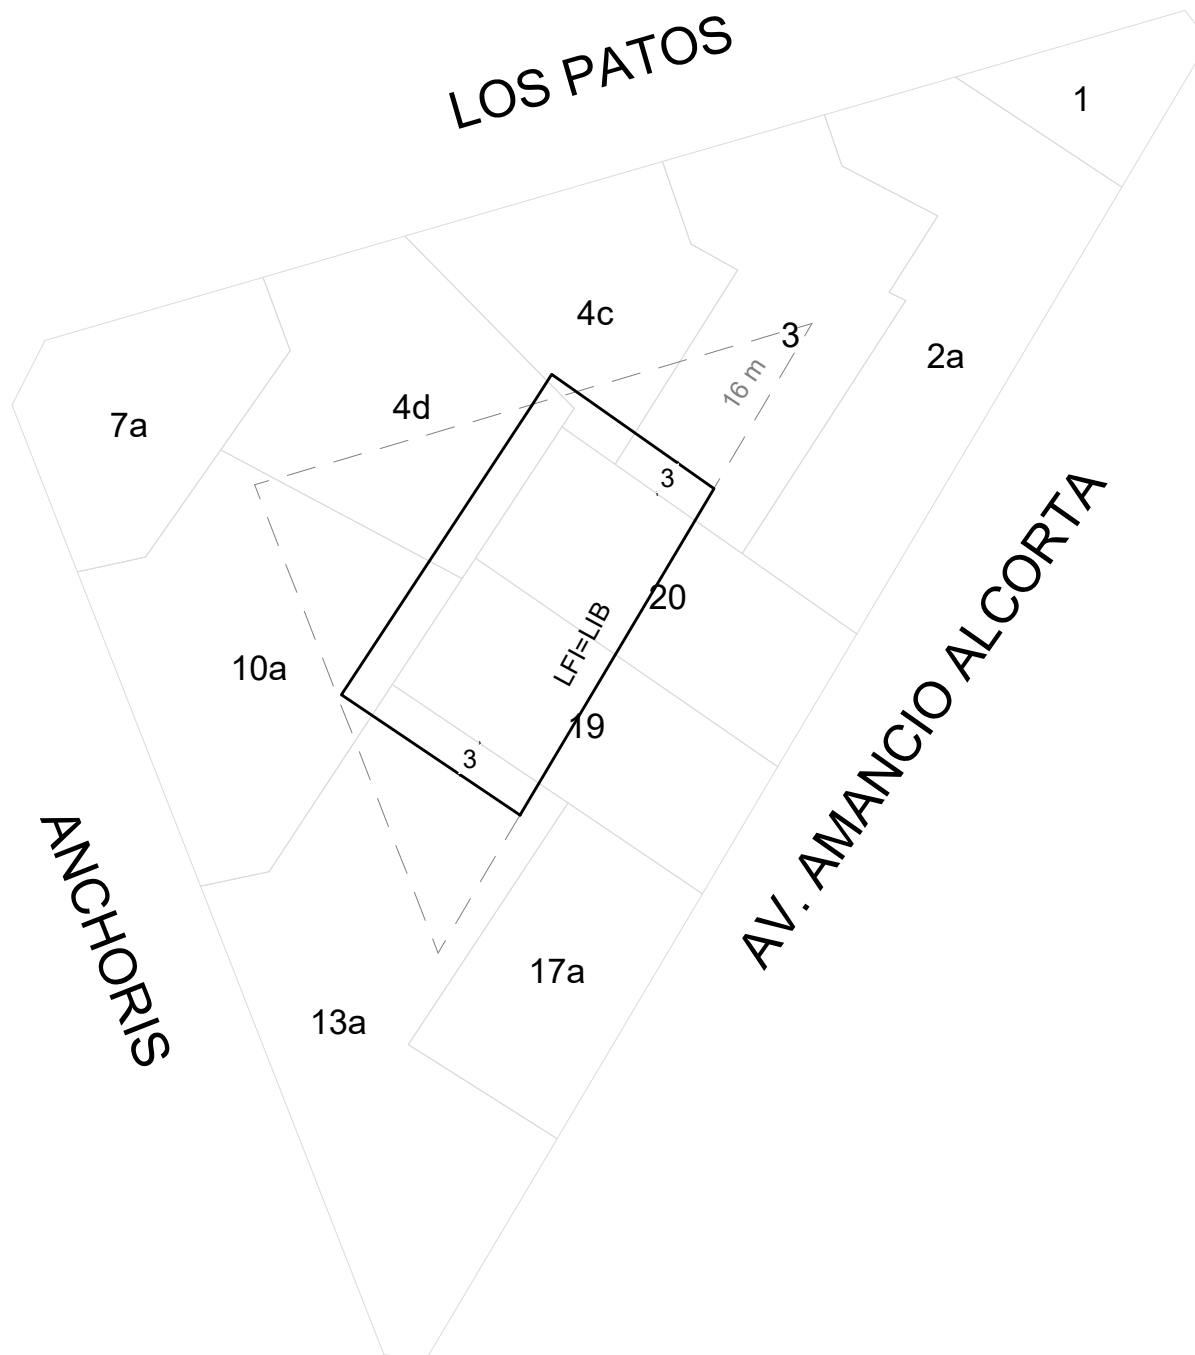 LOS PATOS
1
4c
3
2a
16 m
4d
7a
3
20
LFI=LIB
10a
19
3
AV. AMANCIO ALCORTA
ANCHORIS
17a
13a